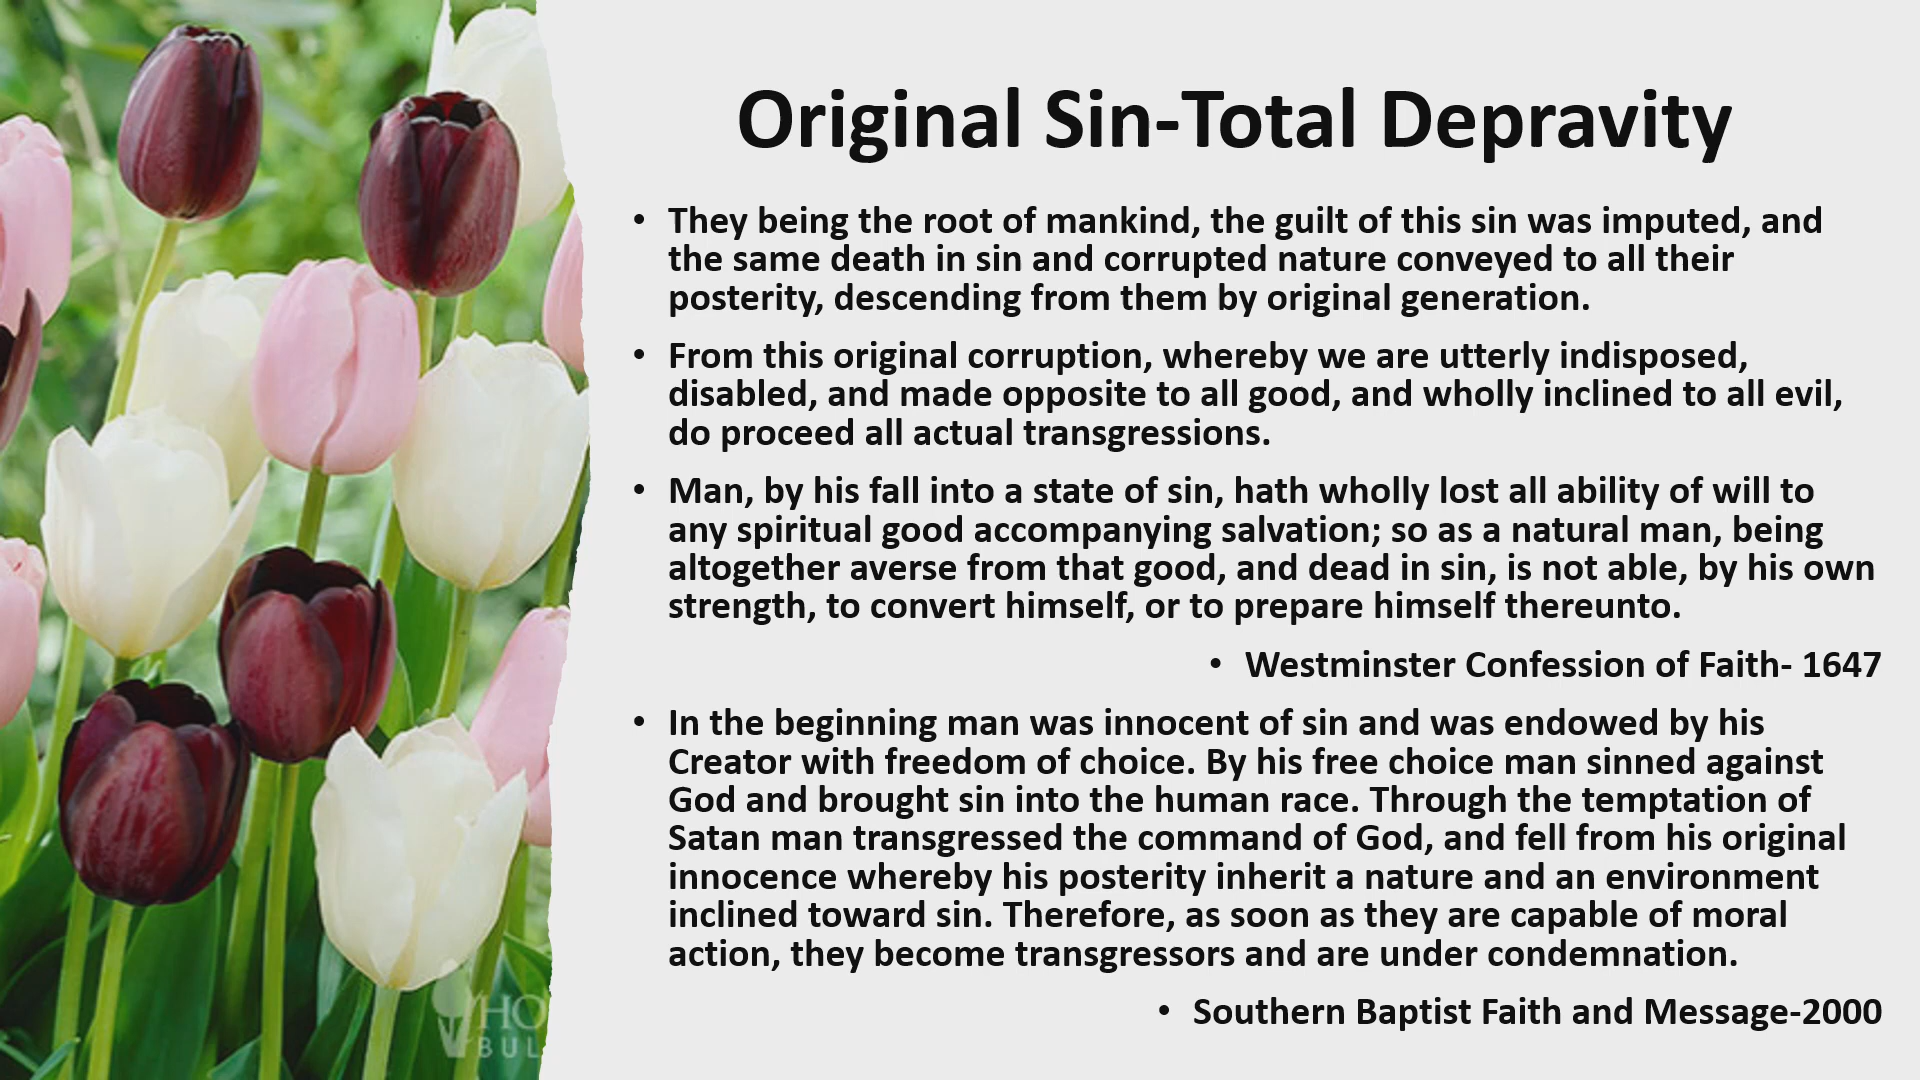 Original Sin-Total Depravity
• They being the root of mankind, the guilt of this sin was imputed, and
the same death in sin and corrupted nature conveyed to all their
posterity, descending from them by original generation.
• From this original corruption, whereby we are utterly indisposed,
disabled, and made opposite to all good, and wholly inclined to all evil,
do proceed all actual transgressions.
• Man, by his fall into a state of sin, hath wholly lost all ability of will to
any spiritual good accompanying salvation; so as a natural man, being
altogether averse from that good, and dead in sin, is not able, by his own
strength, to convert himself, or to prepare himself thereunto.
• Westminster Confession of Faith- 1647
• In the beginning man was innocent of sin and was endowed by his
Creator with freedom of choice. By his free choice man sinned against
God and brought sin into the human race. Through the temptation of
Satan man transgressed the command of God, and fell from his original
innocence whereby his posterity inherit a nature and an environment
inclined toward sin. Therefore, as soon as they are capable of moral
action, they become transgressors and are under condemnation.
• Southern Baptist Faith and Message-2000
HO
BUL